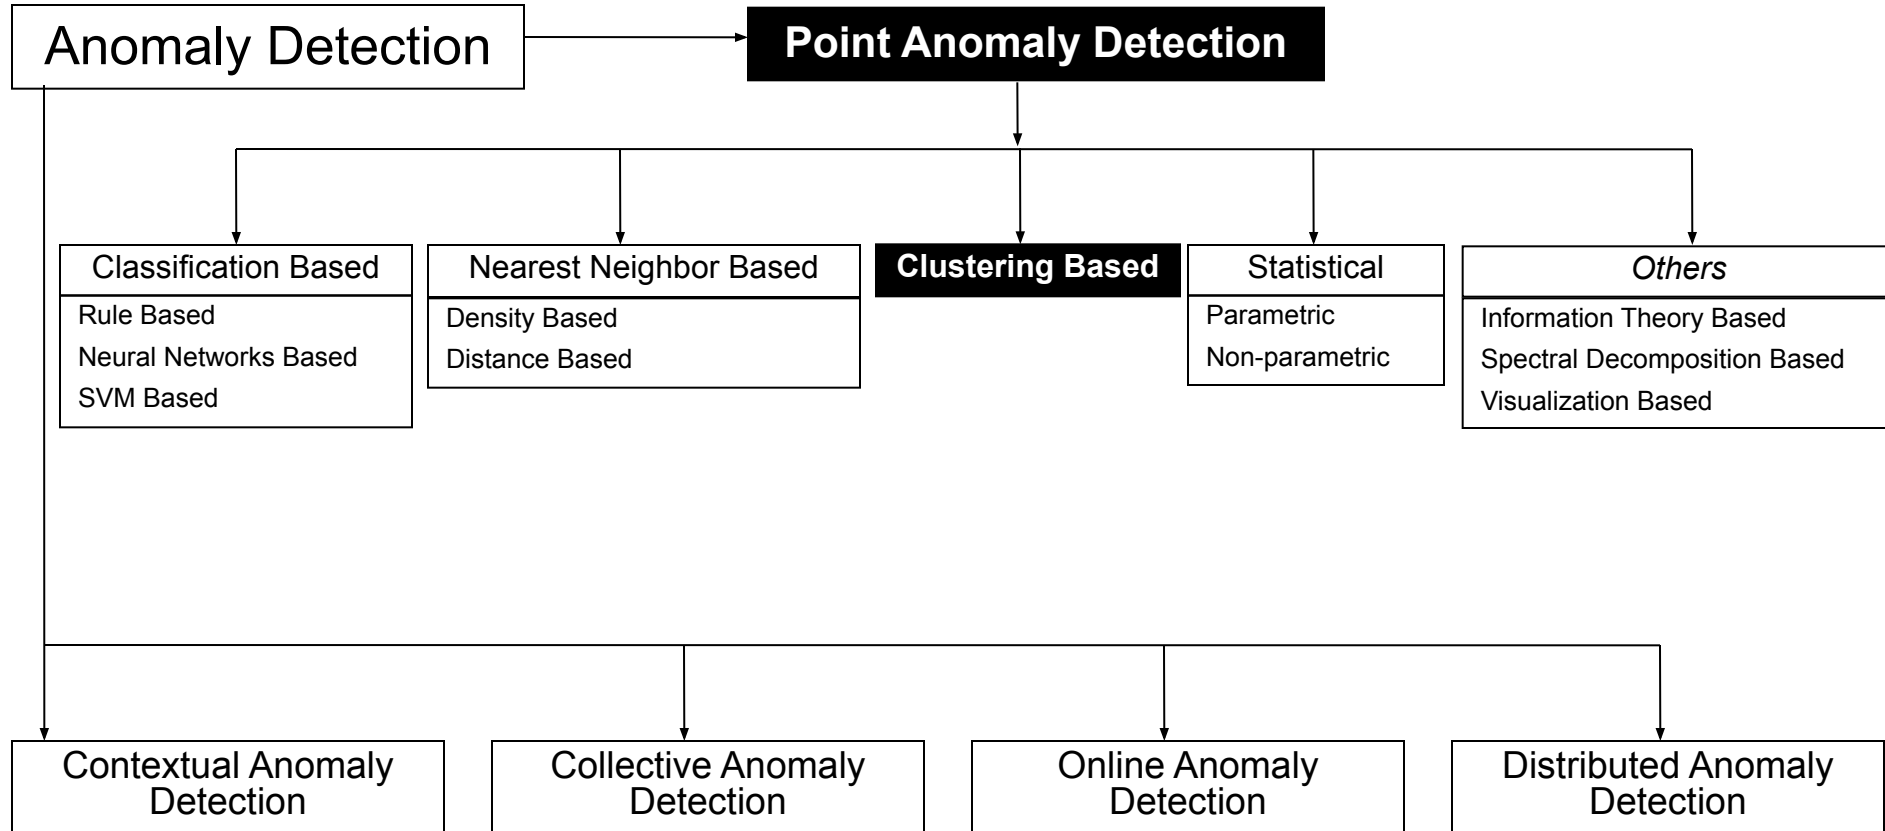 Anomaly Detection
Point Anomaly Detection
Classification Based
Rule Based
Neural Networks Based
SVM Based
Nearest Neighbor Based
Density Based
Distance Based
Clustering Based
Statistical
Parametric
Non-parametric
Others
Information Theory Based
Spectral Decomposition Based
Visualization Based
Contextual Anomaly
Detection
Collective Anomaly
Detection
Online Anomaly
Detection
Distributed Anomaly
Detection